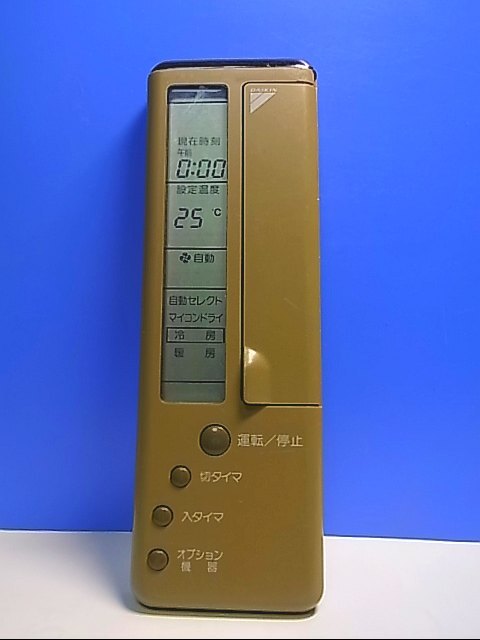 DAIKIN
現在時刻
午前
0:00
設定温度
25 ℃
自動
自動セレクト
マイコンドライ
冷 房
暖 房
運転／停止
切タイマ
入タイマ
オプション
機 器